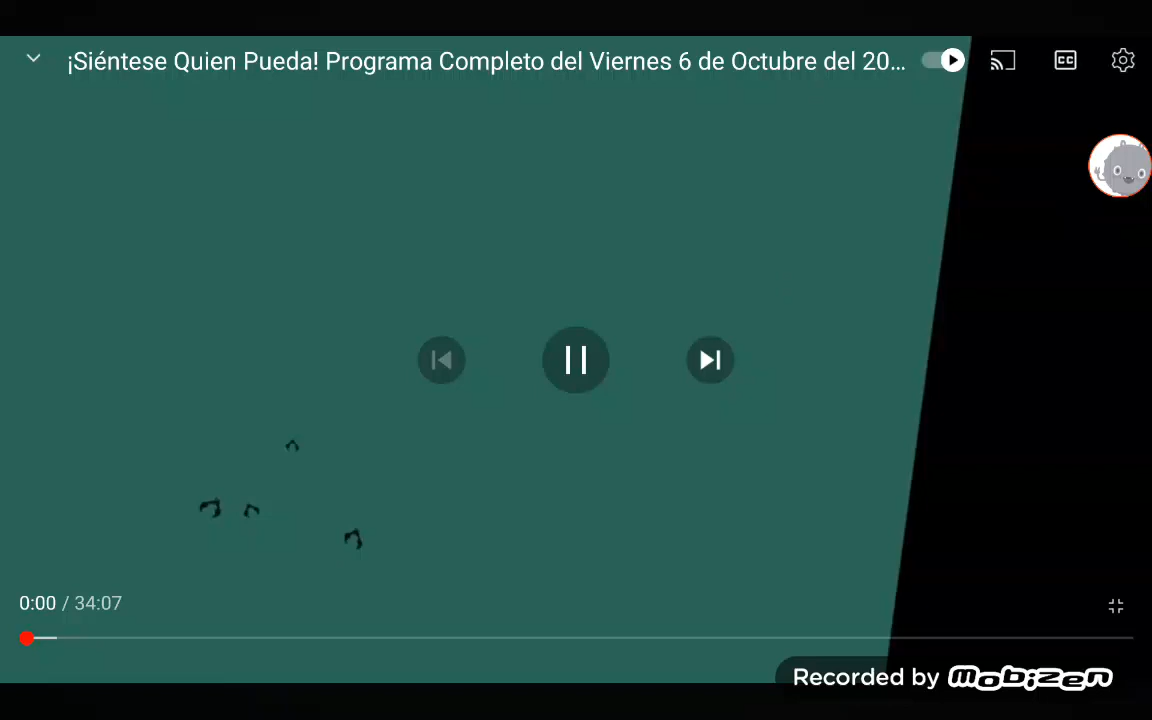 ¡Siéntese Quien Pueda! Programa Completo del Viernes 6 de Octubre del 20...
CC
0:00 / 34:07
Recorded by mobizen